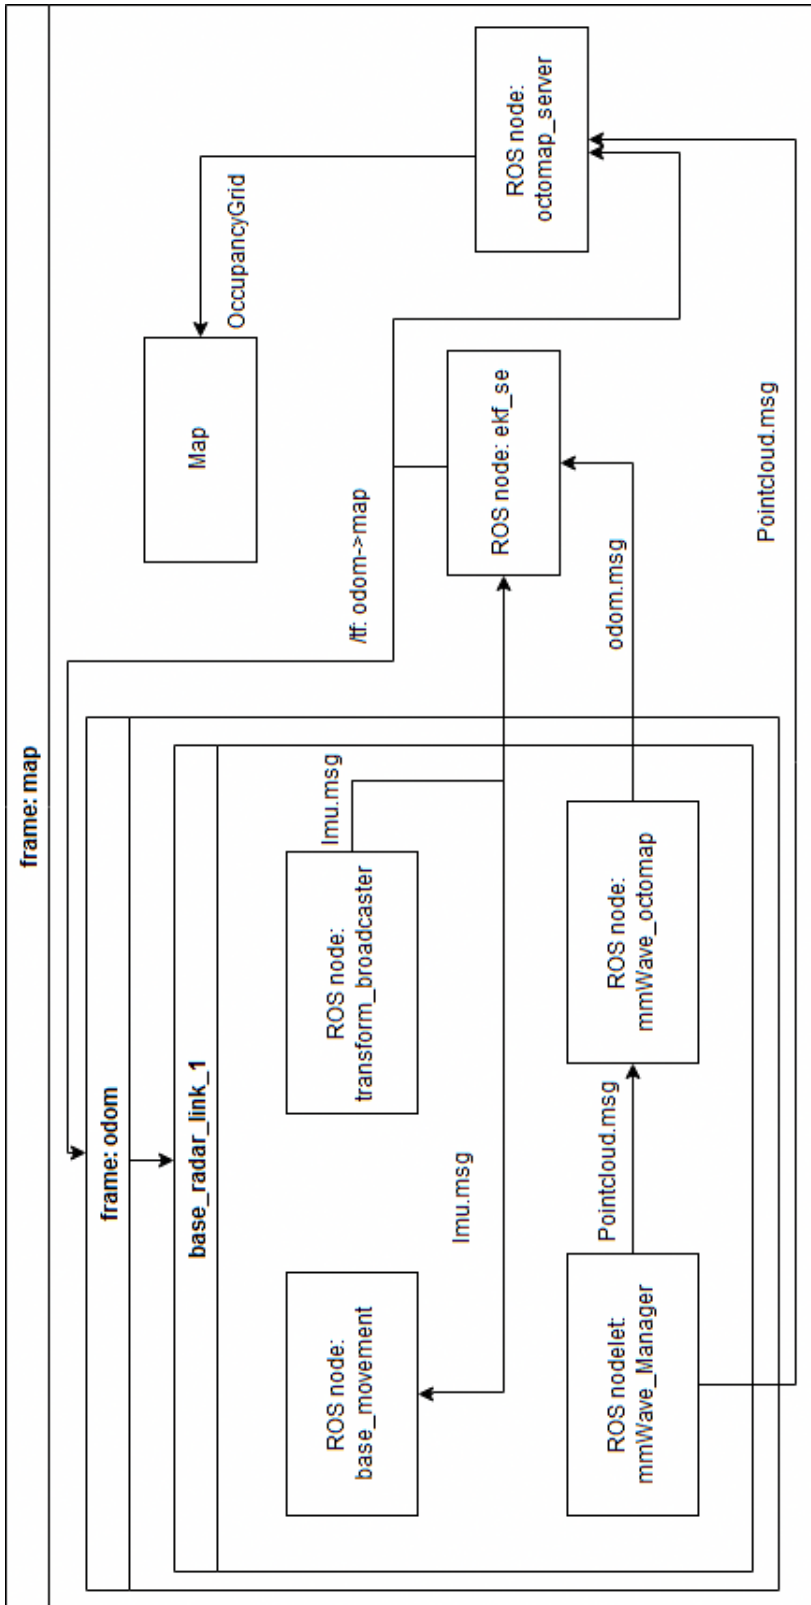 frame: map
frame: odom
base_radar_link_1
/tf: odom->map
Map
OccupancyGrid
ROS node:
base_movement
ROS node:
transform_broadcaster
Imu.msg
Imu.msg
ROS node: ekf_se
ROS node:
octomap_server
ROS nodelet:
mmWave_Manager
Pointcloud.msg
ROS node:
mmWave_octomap
odom.msg
Pointcloud.msg